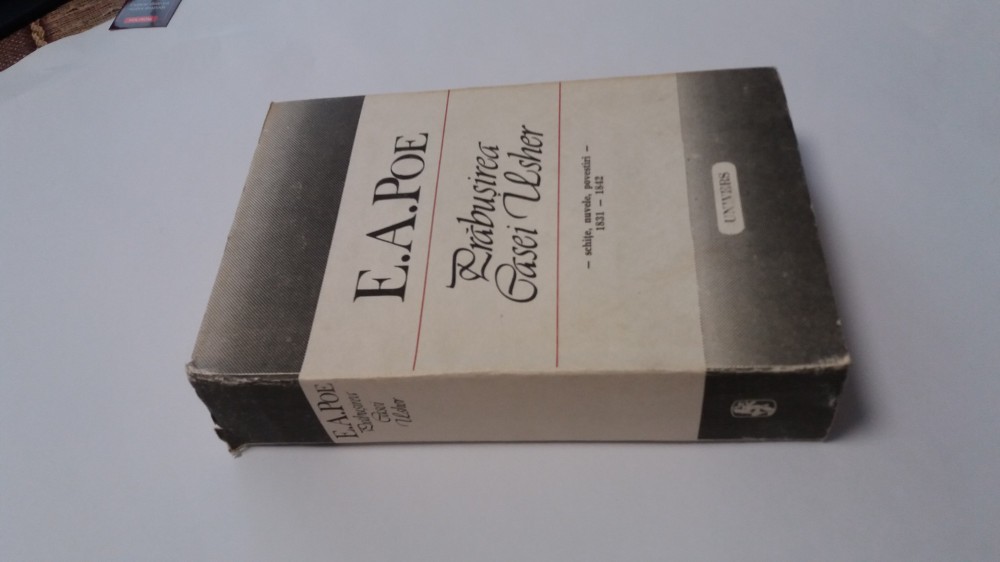 E.A.POE
Prăbușirea
Casei Usher
– schițe, nuvele, povestiri –
1831 – 1842
UNIVERS
E.A.POE
Prăbușirea
Casei
Usher